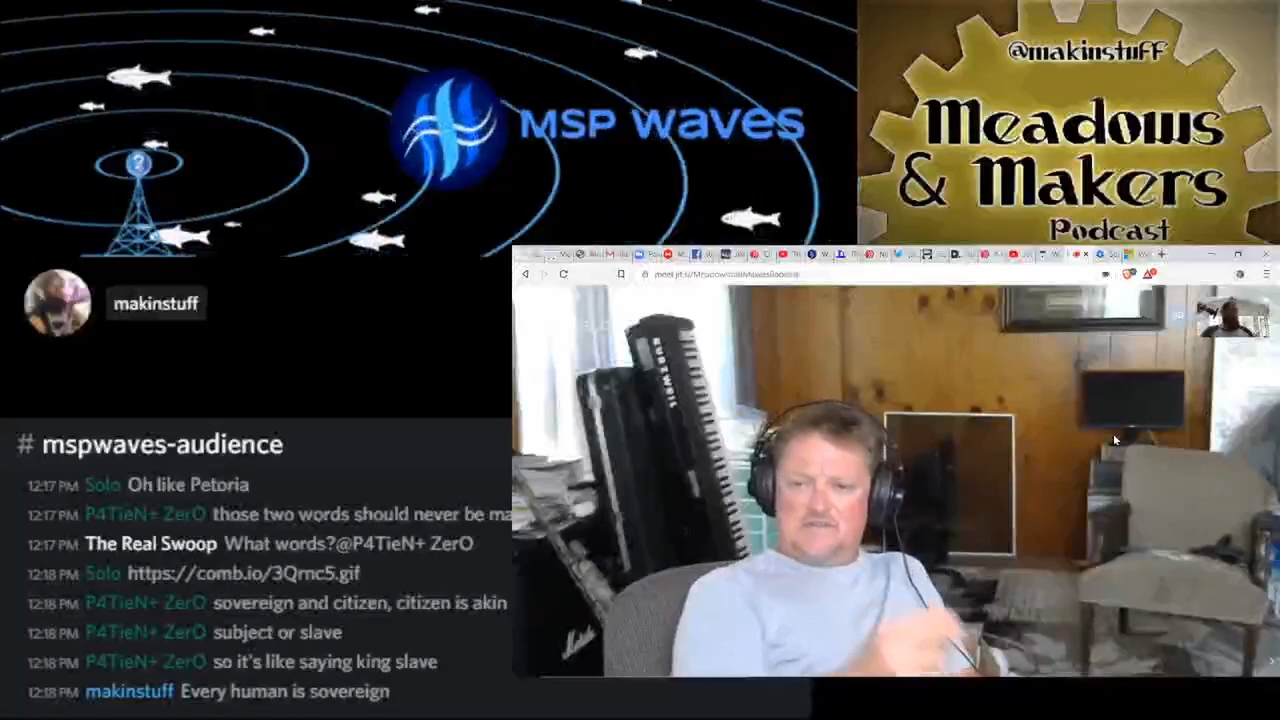 MSP waves
@makinstuff
Meadows
& Makers
Podcast
makinstuff
# mspwaves-audience
12:17 PM Solo Oh like Petoria
12:17 PM P4TieN+ ZerO those two words should never be ma
12:17 PM The Real Swoop What words?@P4TieN+ ZerO
12:18 PM Solo https://comb.io/3Qrnc5.gif
12:18 PM P4TieN+ ZerO sovereign and citizen, citizen is akin
12:18 PM P4TieN+ ZerO subject or slave
12:18 PM P4TieN+ ZerO so it's like saying king slave
12:18 PM makinstuff Every human is sovereign
KURZWEIL
Marshall